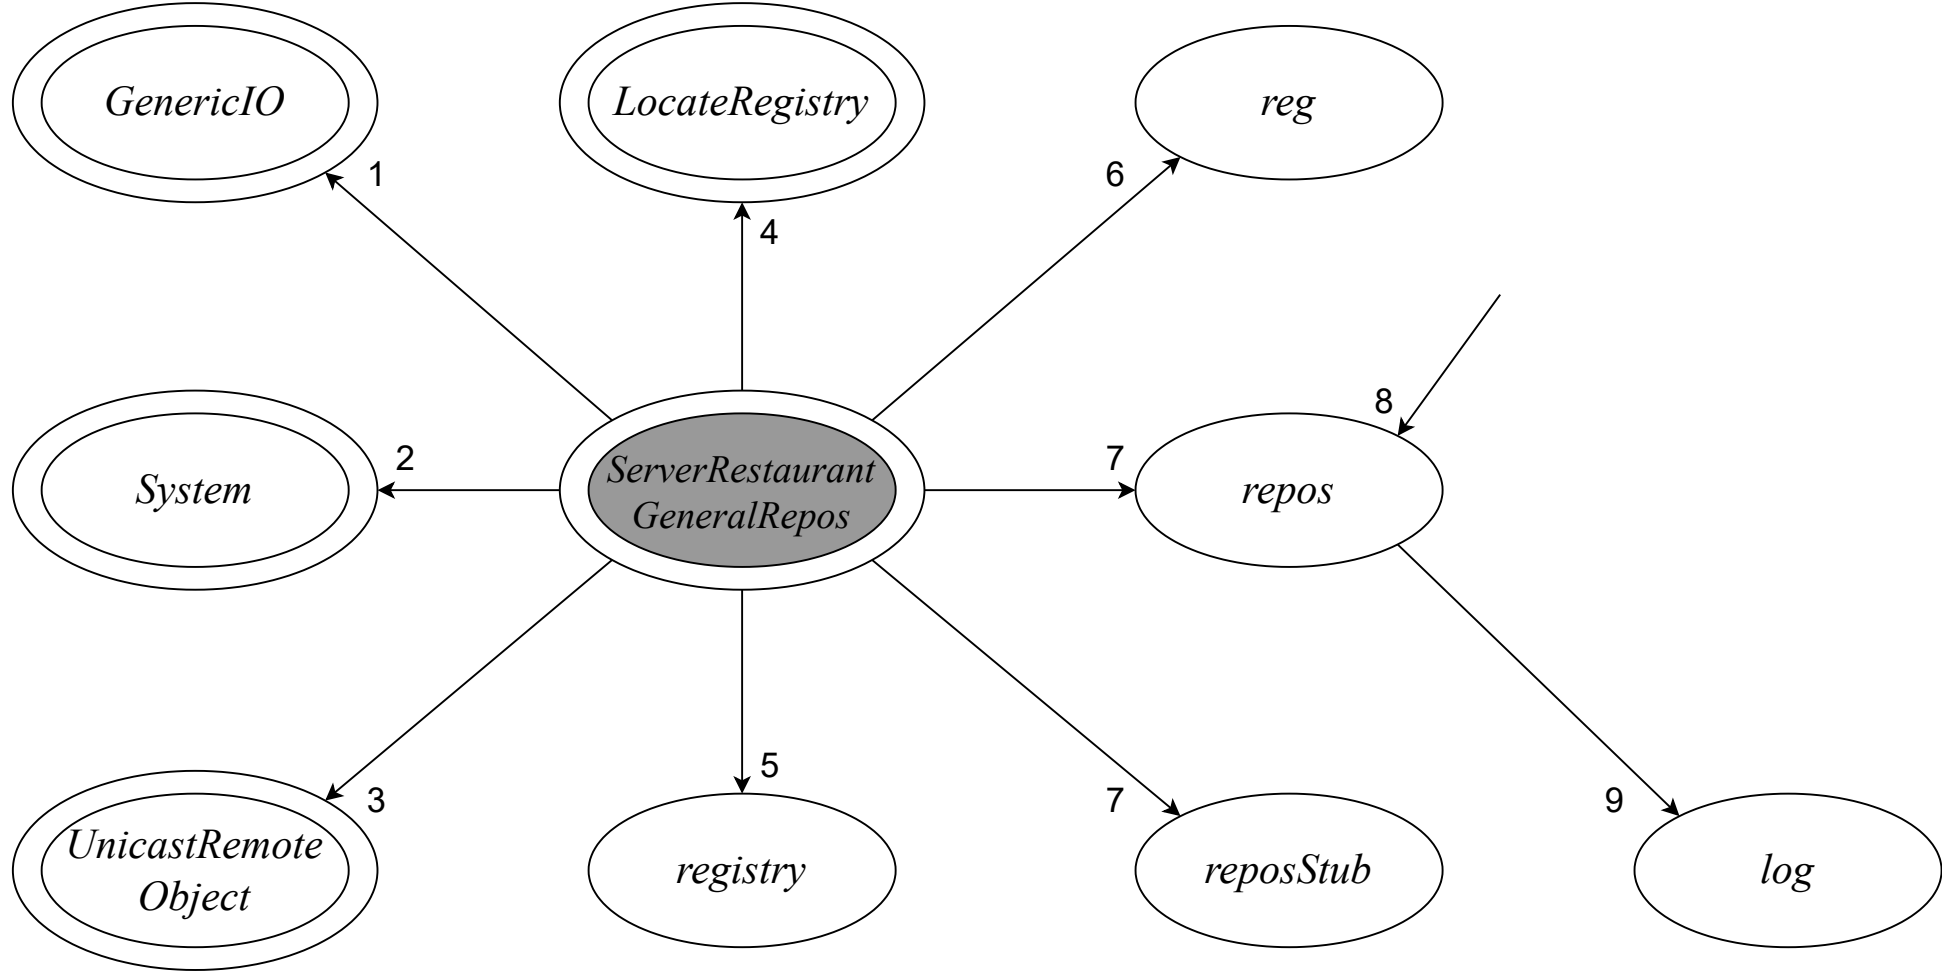 GenericIO
LocateRegistry
reg
1
6
4
8
2
7
System
ServerRestaurant
GeneralRepos
repos
3
5
7
9
UnicastRemote
Object
registry
reposStub
log